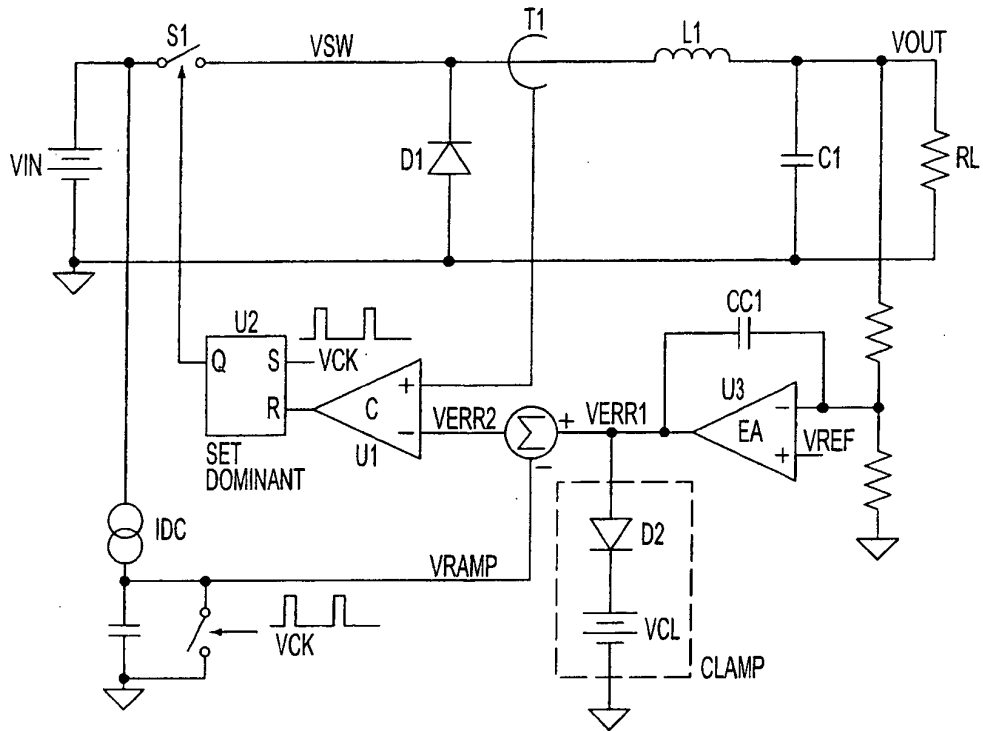 S1
VSW
T1
L1
VOUT
VIN
D1
C1
RL
CC1
U2
Q
S
VCK
R
C
+
−
U1
SET
DOMINANT
VERR2
Σ
+
−
VERR1
U3
EA
−
+
VREF
IDC
VRAMP
VCK
D2
VCL
CLAMP